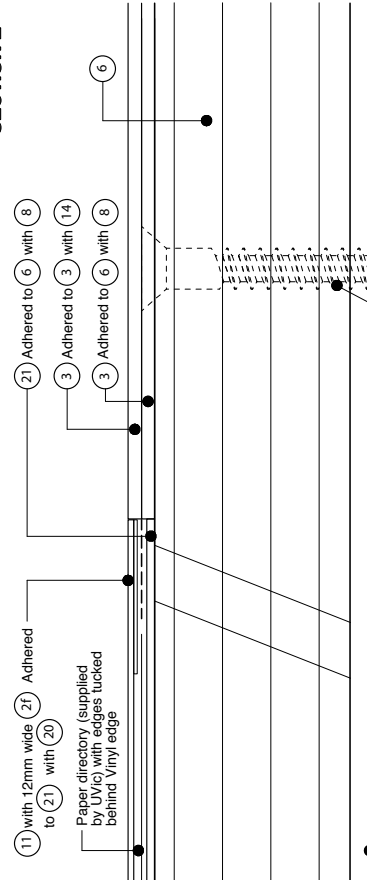 11 with 12mm wide 2f Adhered
to 21 with 20
Paper directory (supplied
by UVic) with edges tucked
behind Vinyl edge
21 Adhered to 6 with 8
3 Adhered to 3 with 14
3 Adhered to 6 with 8
6